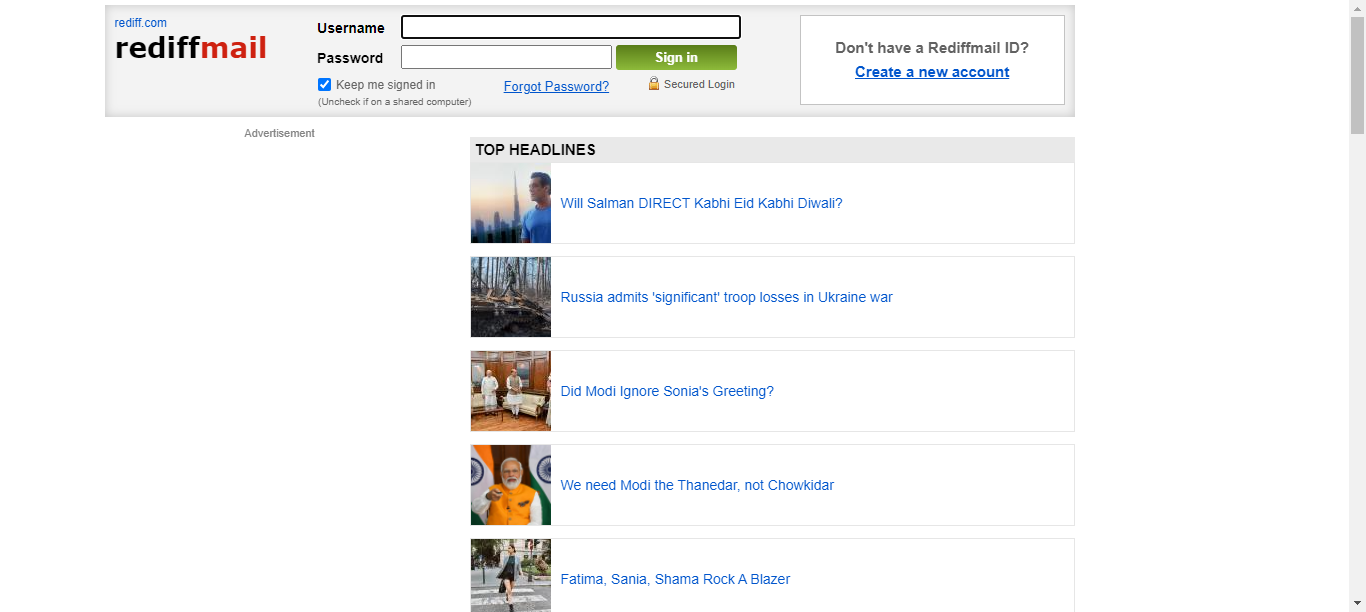 rediff.com
rediffmail
Username
Password
Sign in
Keep me signed in
Forgot Password?
Secured Login
(Uncheck if on a shared computer)
Don't have a Rediffmail ID?
Create a new account
Advertisement
TOP HEADLINES
Will Salman DIRECT Kabhi Eid Kabhi Diwali?
Russia admits 'significant' troop losses in Ukraine war
Did Modi Ignore Sonia's Greeting?
We need Modi the Thanedar, not Chowkidar
Fatima, Sania, Shama Rock A Blazer